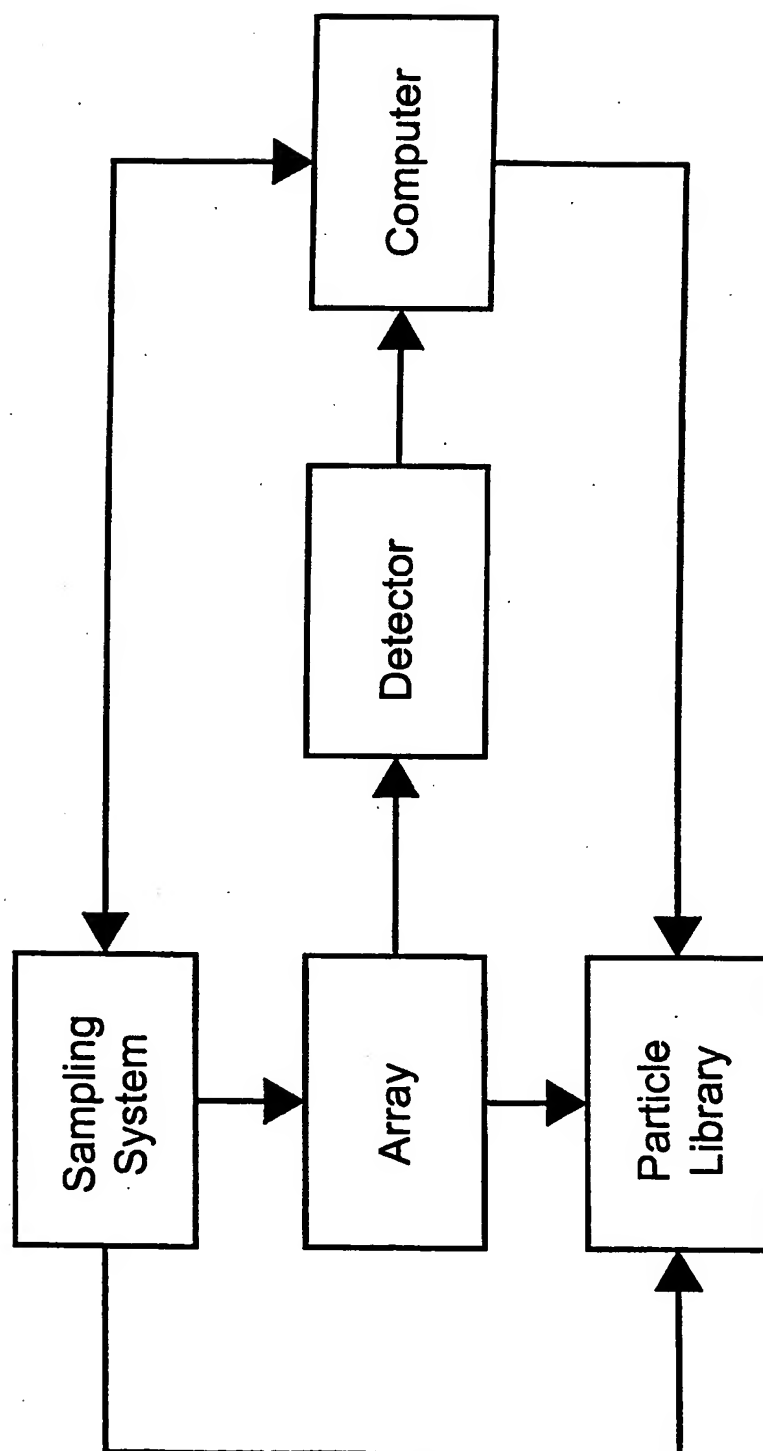 Sampling
System
Array
Particle
Library
Detector
Computer